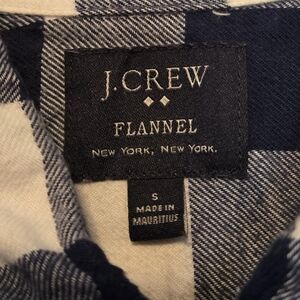 J.CREW
FLANNEL
NEW YORK, NEW YORK.
S
MADE IN
MAURITIUS